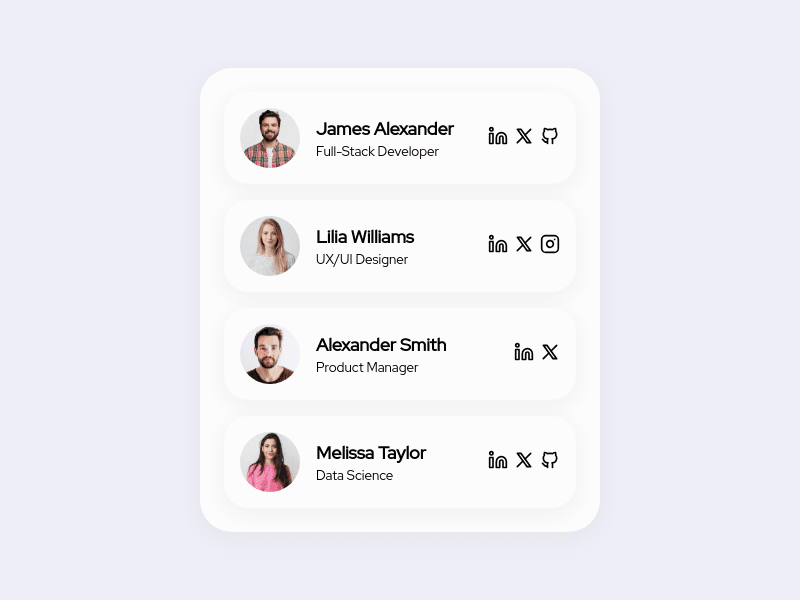 James Alexander
Full-Stack Developer
Lilia Williams
UX/UI Designer
Alexander Smith
Product Manager
Melissa Taylor
Data Science